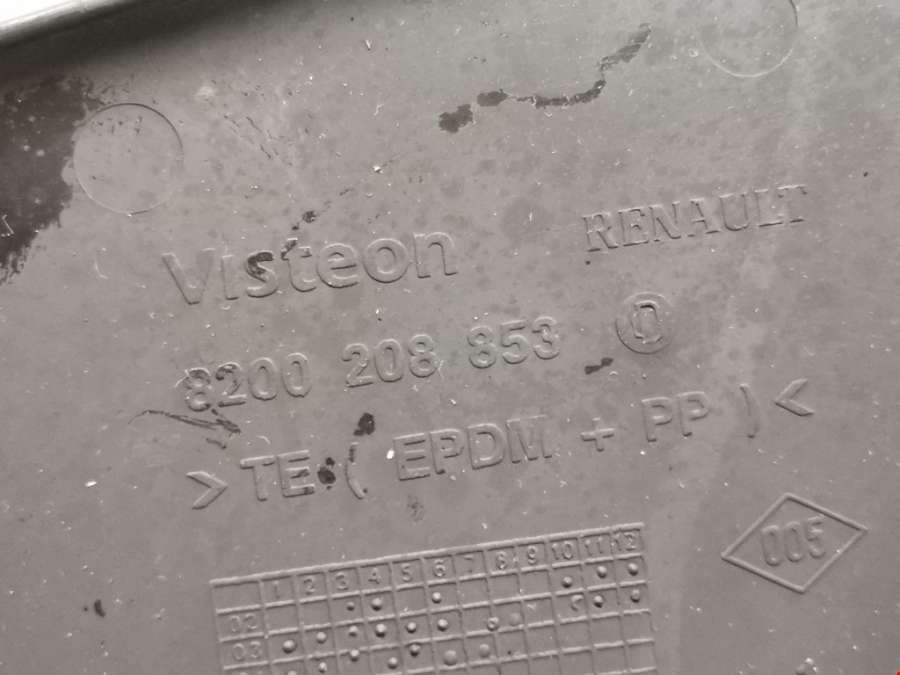 Visteon RENAULT
8200 208 853 D
>TE ( EPDM + PP )<
005
1 2 3 4 5 6 7 8 9 10 11 12
02
03